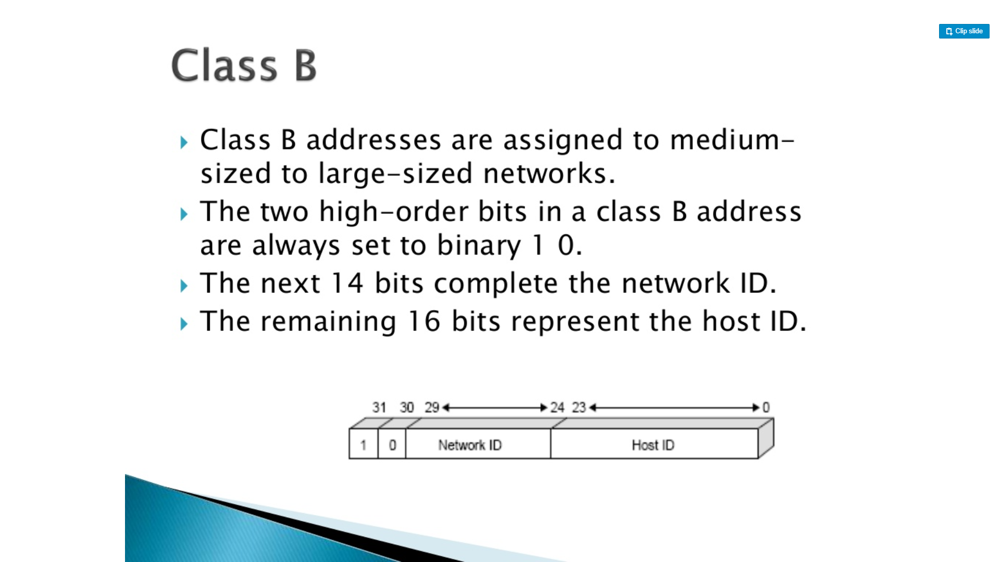 Clip slide
Class B
Class B addresses are assigned to medium-
sized to large-sized networks.
The two high-order bits in a class B address
are always set to binary 1 0.
The next 14 bits complete the network ID.
The remaining 16 bits represent the host ID.
31 30 29 24 23 0
1 0 Network ID Host ID